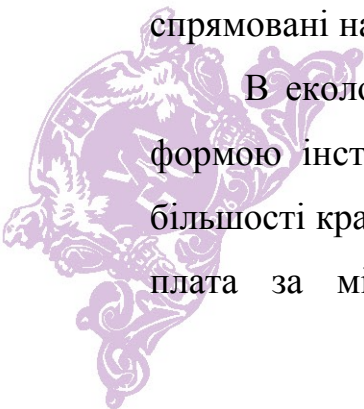 спрямовані на
В еколо
формою інст
більшості кра
плата за мі